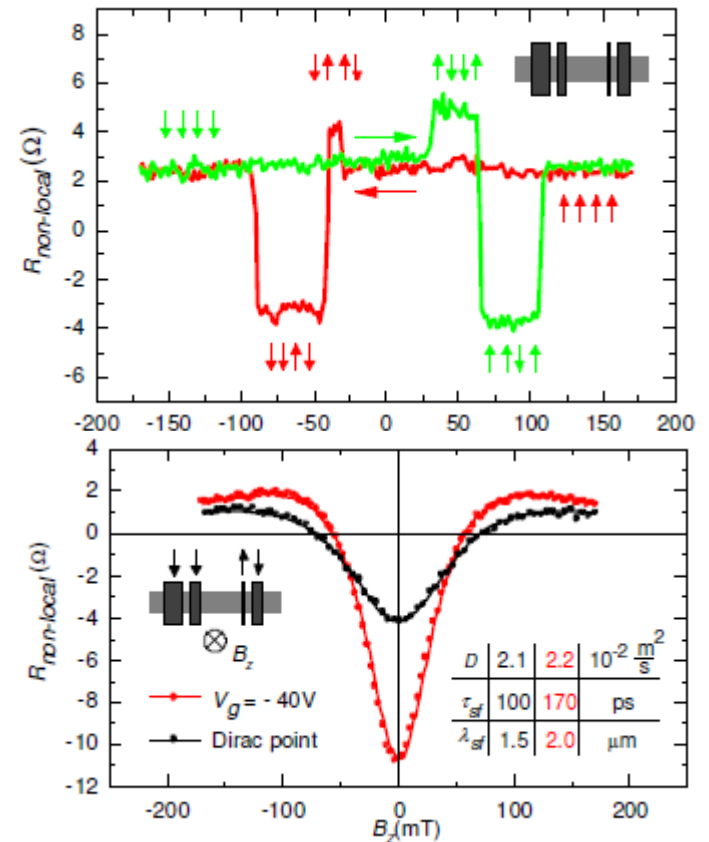 8
6
4
2
0
-2
-4
-6
R_non-local (Ω)
↓↑↑↓
↑↓↓↑
↓↓↓↓
→
←
↑↑↑↑
↓↓↑↓
↑↑↓↑
-200 -150 -100 -50 0 50 100 150 200
4
2
0
-2
-4
-6
-8
-10
-12
R_non-local (Ω)
↓ ↓ ↑ ↓
⊗ B_z
V_g = - 40V
Dirac point
D 2.1 2.2 10⁻² m²/s
τ_sf 100 170 ps
λ_sf 1.5 2.0 μm
-200 -100 0 100 200
B_z(mT)